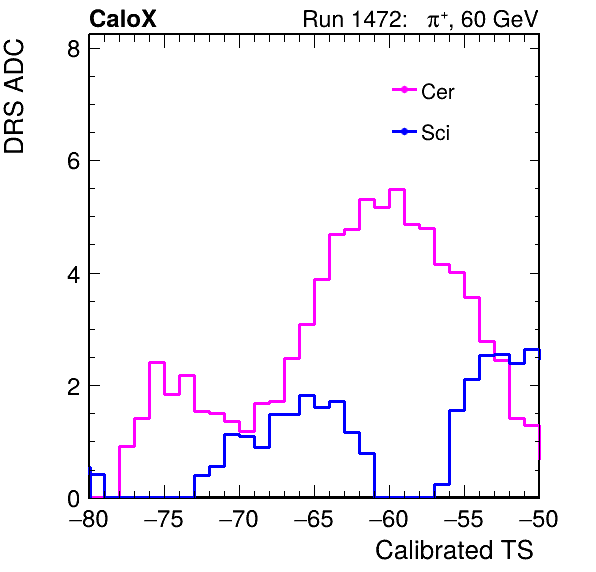 CaloX Run 1472: π⁺, 60 GeV
DRS ADC
8
6
4
2
0
Cer
Sci
−80 −75 −70 −65 −60 −55 −50
Calibrated TS